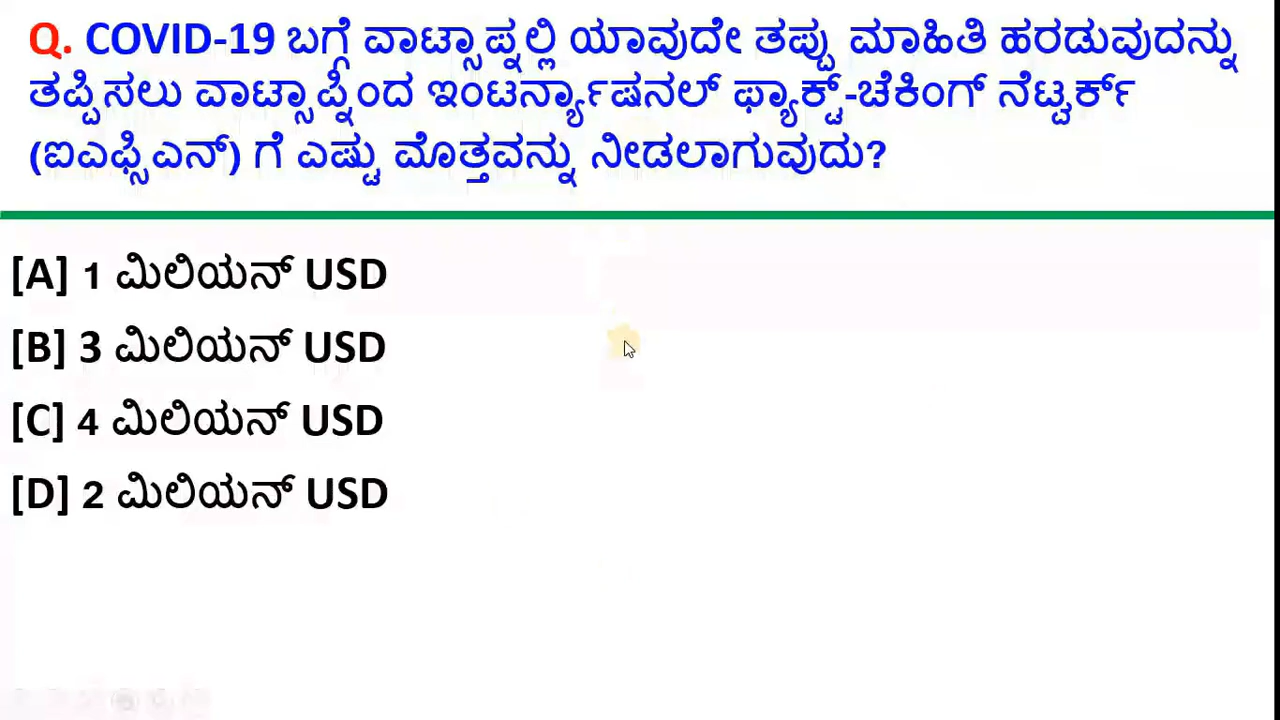 Q. COVID-19 ಬಗ್ಗೆ ವಾಟ್ಸಾಪ್ನಲ್ಲಿ ಯಾವುದೇ ತಪ್ಪು ಮಾಹಿತಿ ಹರಡುವುದನ್ನು
ತಪ್ಪಿಸಲು ವಾಟ್ಸಾಪ್ನಿಂದ ಇಂಟರ್ನ್ಯಾಷನಲ್ ಫ್ಯಾಕ್ಟ್-ಚೆಕಿಂಗ್ ನೆಟ್ವರ್ಕ್
(ಐಎಫ್ಸಿಎನ್) ಗೆ ಎಷ್ಟು ಮೊತ್ತವನ್ನು ನೀಡಲಾಗುವುದು?
[A] 1 ಮಿಲಿಯನ್ USD
[B] 3 ಮಿಲಿಯನ್ USD
[C] 4 ಮಿಲಿಯನ್ USD
[D] 2 ಮಿಲಿಯನ್ USD